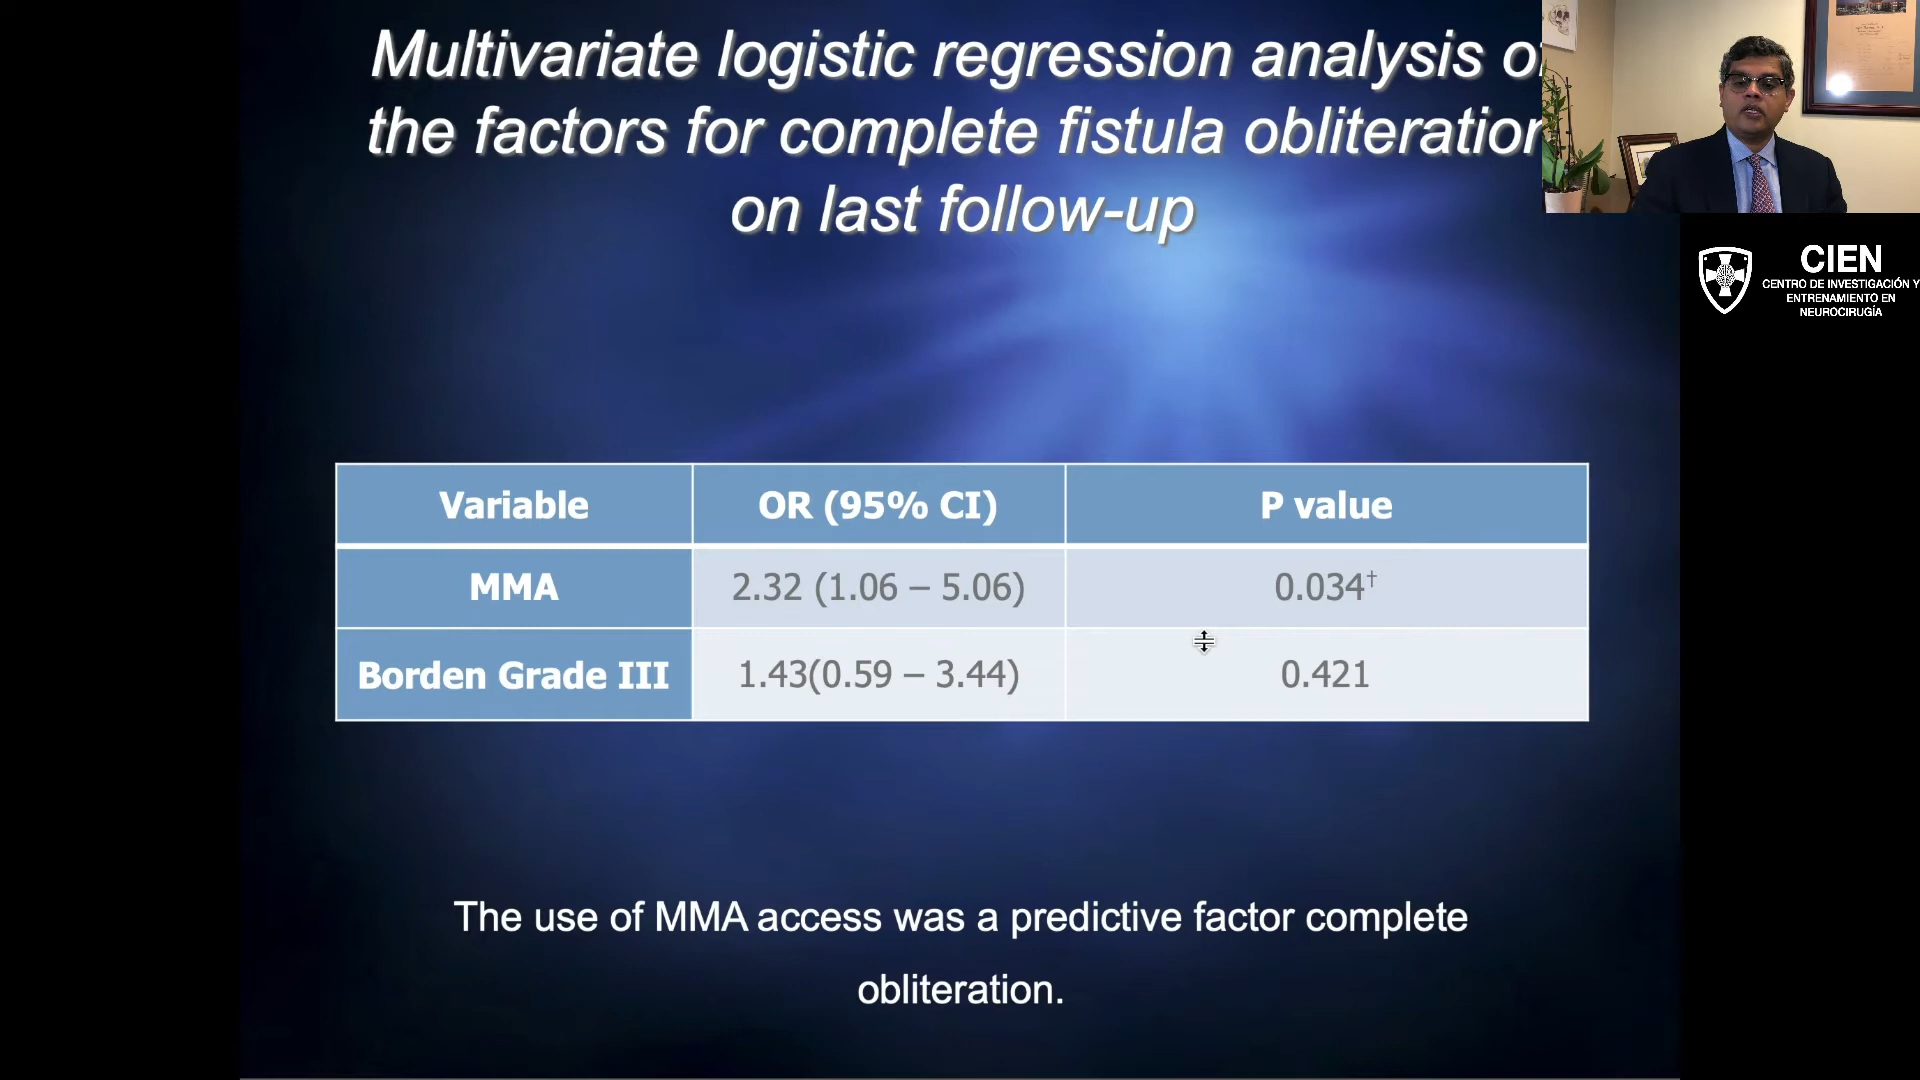 Multivariate logistic regression analysis of
the factors for complete fistula obliteration
on last follow-up
CIEN
CENTRO DE INVESTIGACIÓN Y
ENTRENAMIENTO EN
NEUROCIRUGÍA
Variable OR (95% CI) P value
MMA 2.32 (1.06 – 5.06) 0.034†
Borden Grade III 1.43(0.59 – 3.44) 0.421
The use of MMA access was a predictive factor complete
obliteration.